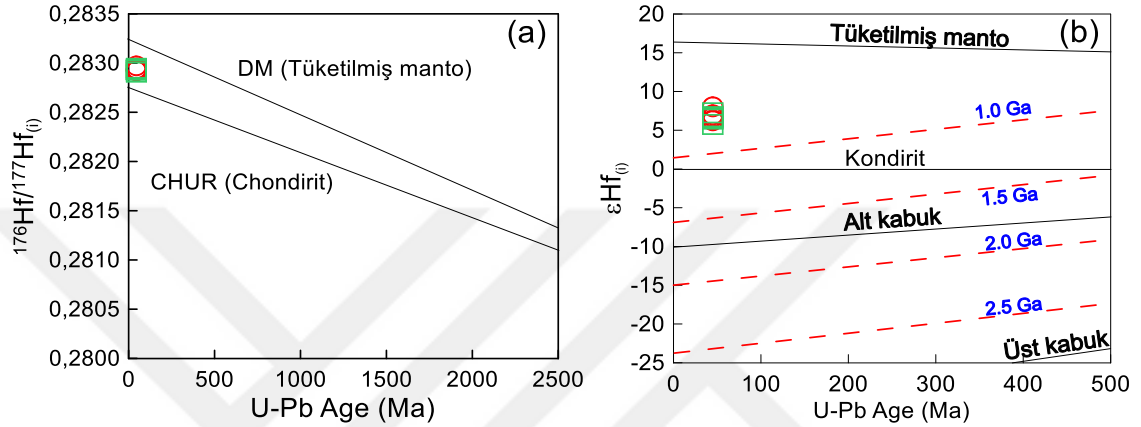 (a)
0,2835
0,2830
0,2825
0,2820
0,2815
0,2810
0,2805
0,2800
176Hf/177Hf(i)
DM (Tüketilmiş manto)
CHUR (Chondirit)
0 500 1000 1500 2000 2500
U-Pb Age (Ma)
(b)
20
15
10
5
0
-5
-10
-15
-20
-25
εHf(i)
Tüketilmiş manto
1.0 Ga
Kondirit
1.5 Ga
Alt kabuk
2.0 Ga
2.5 Ga
Üst kabuk
0 100 200 300 400 500
U-Pb Age (Ma)